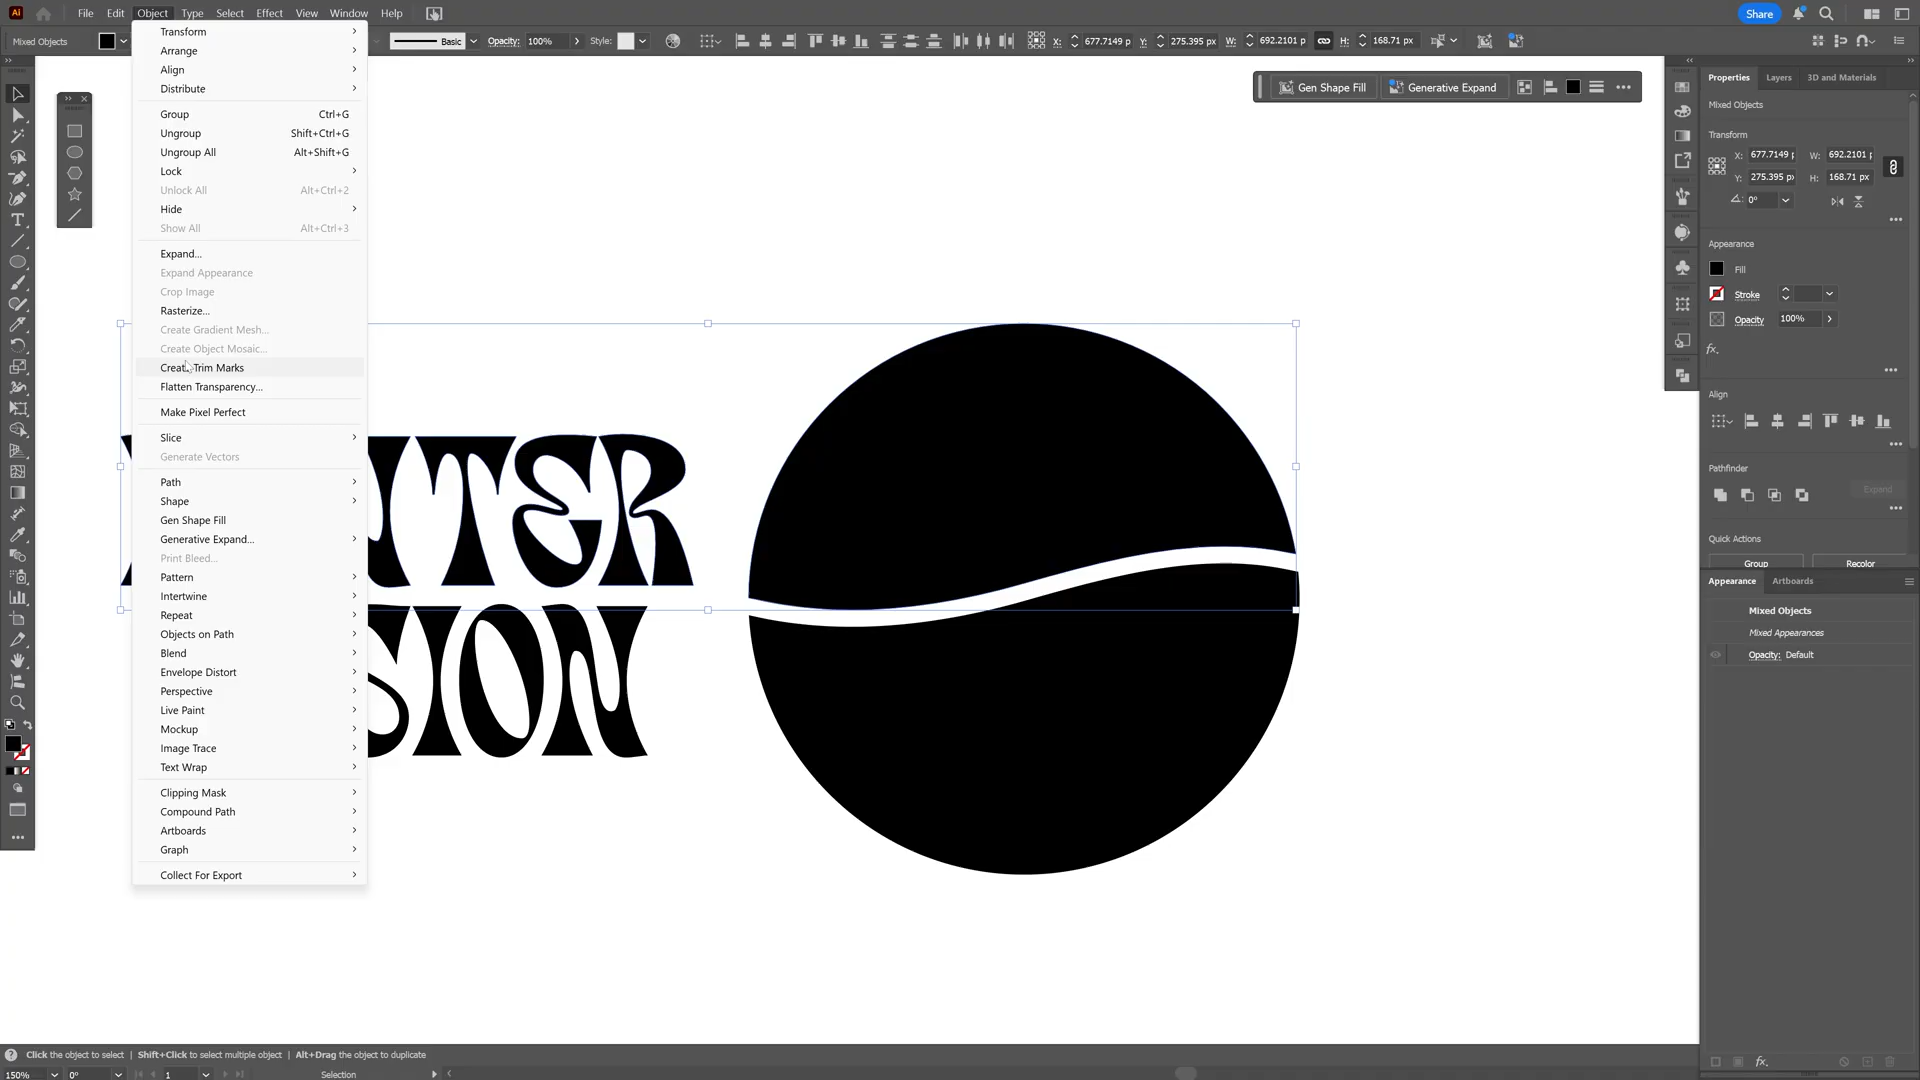 File Edit Object Type Select Effect View Window Help
Share
Mixed Objects
Basic
Opacity: 100%
Style:
X: 677.7149 p
Y: 275.395 px
W: 692.2101 p
H: 168.71 px
Transform
Arrange
Align
Distribute
Group Ctrl+G
Ungroup Shift+Ctrl+G
Ungroup All Alt+Shift+G
Lock
Unlock All Alt+Ctrl+2
Hide
Show All Alt+Ctrl+3
Expand...
Expand Appearance
Crop Image
Rasterize...
Create Gradient Mesh...
Create Object Mosaic...
Create Trim Marks
Flatten Transparency...
Make Pixel Perfect
Slice
Generate Vectors
Path
Shape
Gen Shape Fill
Generative Expand...
Print Bleed...
Pattern
Intertwine
Repeat
Objects on Path
Blend
Envelope Distort
Perspective
Live Paint
Mockup
Image Trace
Text Wrap
Clipping Mask
Compound Path
Artboards
Graph
Collect For Export
TER
SION
Gen Shape Fill Generative Expand
Properties Layers 3D and Materials
Mixed Objects
Transform
X: 677.7149 W: 692.2101
Y: 275.395 px H: 168.71 px
0°
Appearance
Fill
Stroke
Opacity 100%
fx.
Align
Pathfinder
Expand
Quick Actions
Group Recolor
Appearance Artboards
Mixed Objects
Mixed Appearances
Opacity: Default
fx.
Click the object to select | Shift+Click to select multiple object | Alt+Drag the object to duplicate
150% 0° 1 Selection